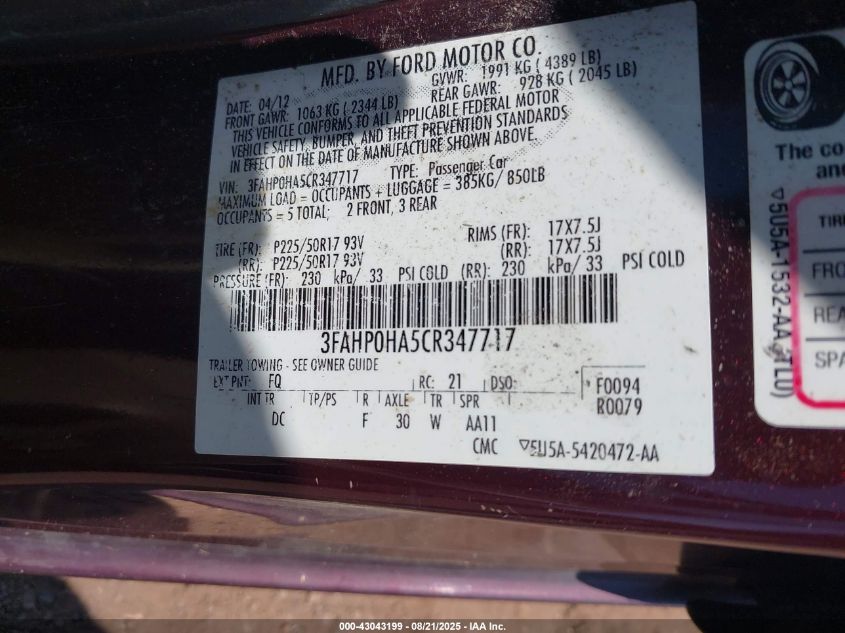 MFD. BY FORD MOTOR CO.
DATE: 04/12 GVWR: 1991 KG ( 4389 LB)
FRONT GAWR: 1063 KG ( 2344 LB) REAR GAWR: 928 KG ( 2045 LB)
THIS VEHICLE CONFORMS TO ALL APPLICABLE FEDERAL MOTOR
VEHICLE SAFETY, BUMPER, AND THEFT PREVENTION STANDARDS
IN EFFECT ON THE DATE OF MANUFACTURE SHOWN ABOVE.
VIN: 3FAHP0HA5CR347717 TYPE: Passenger Car
MAXIMUM LOAD = OCCUPANTS + LUGGAGE = 385KG/ 850LB
OCCUPANTS = 5 TOTAL; 2 FRONT, 3 REAR
TIRE (FR): P225/50R17 93V RIMS (FR): 17X7.5J
(RR): P225/50R17 93V (RR): 17X7.5J
PRESSURE (FR): 230 kPa/ 33 PSI COLD (RR): 230 kPa/ 33 PSI COLD
3FAHP0HA5CR347717
TRAILER TOWING - SEE OWNER GUIDE
EXT PNT: FQ RC: 21 DSO: F0094
INT TR TP/PS R AXLE TR SPR R0079
DC F 30 W AA11
CMC 5U5A-5420472-AA
The co
an
5U5A-1532-AA
TIR
FRO
REA
SPA
000-43043199 - 08/21/2025 - IAA Inc.